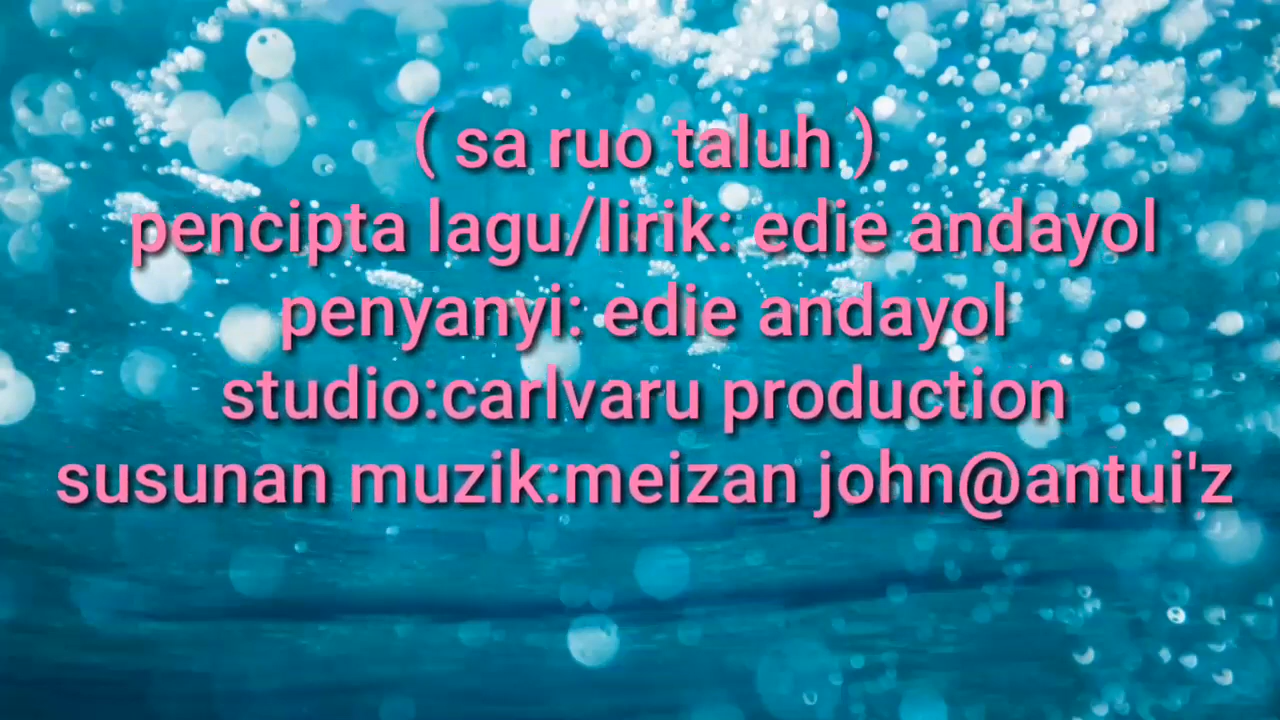 ( sa ruo taluh )
pencipta lagu/lirik: edie andayol
penyanyi: edie andayol
studio:carlvaru production
susunan muzik:meizan john@antui'z